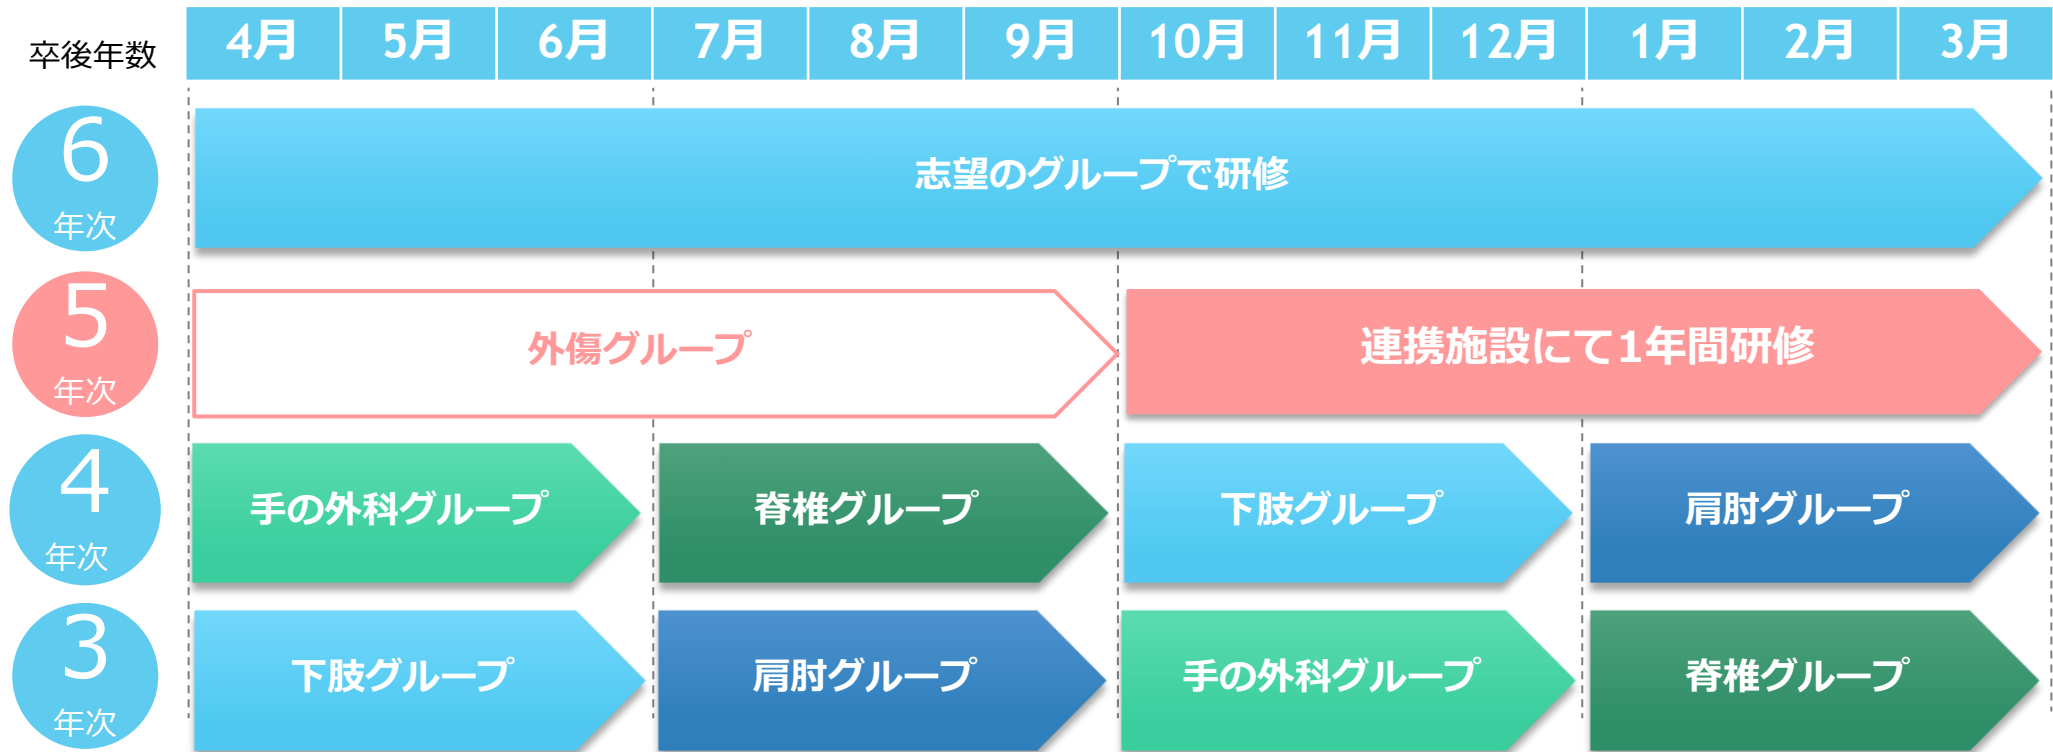 卒後年数
4月 5月 6月 7月 8月 9月 10月 11月 12月 1月 2月 3月
6
年次
志望のグループで研修
5
年次
外傷グループ 連携施設にて1年間研修
4
年次
手の外科グループ 脊椎グループ 下肢グループ 肩肘グループ
3
年次
下肢グループ 肩肘グループ 手の外科グループ 脊椎グループ